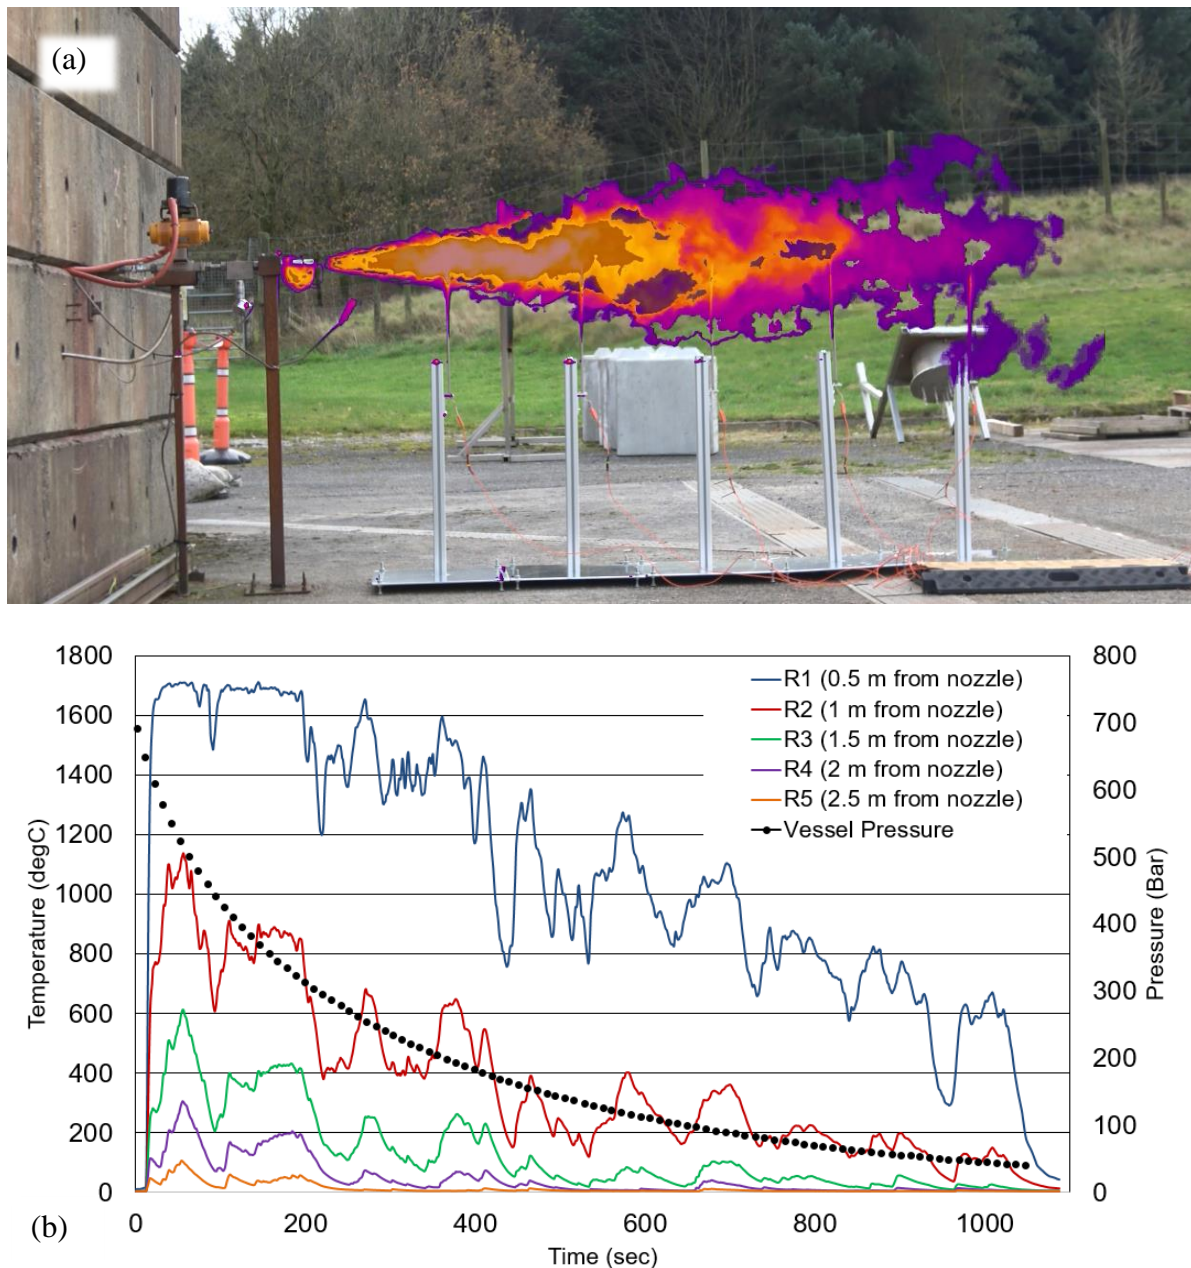 (a)
1800
1600
1400
1200
1000
800
600
400
200
0
Temperature (degC)
800
700
600
500
400
300
200
100
0
Pressure (Bar)
R1 (0.5 m from nozzle)
R2 (1 m from nozzle)
R3 (1.5 m from nozzle)
R4 (2 m from nozzle)
R5 (2.5 m from nozzle)
Vessel Pressure
0
200
400
600
800
1000
Time (sec)
(b)